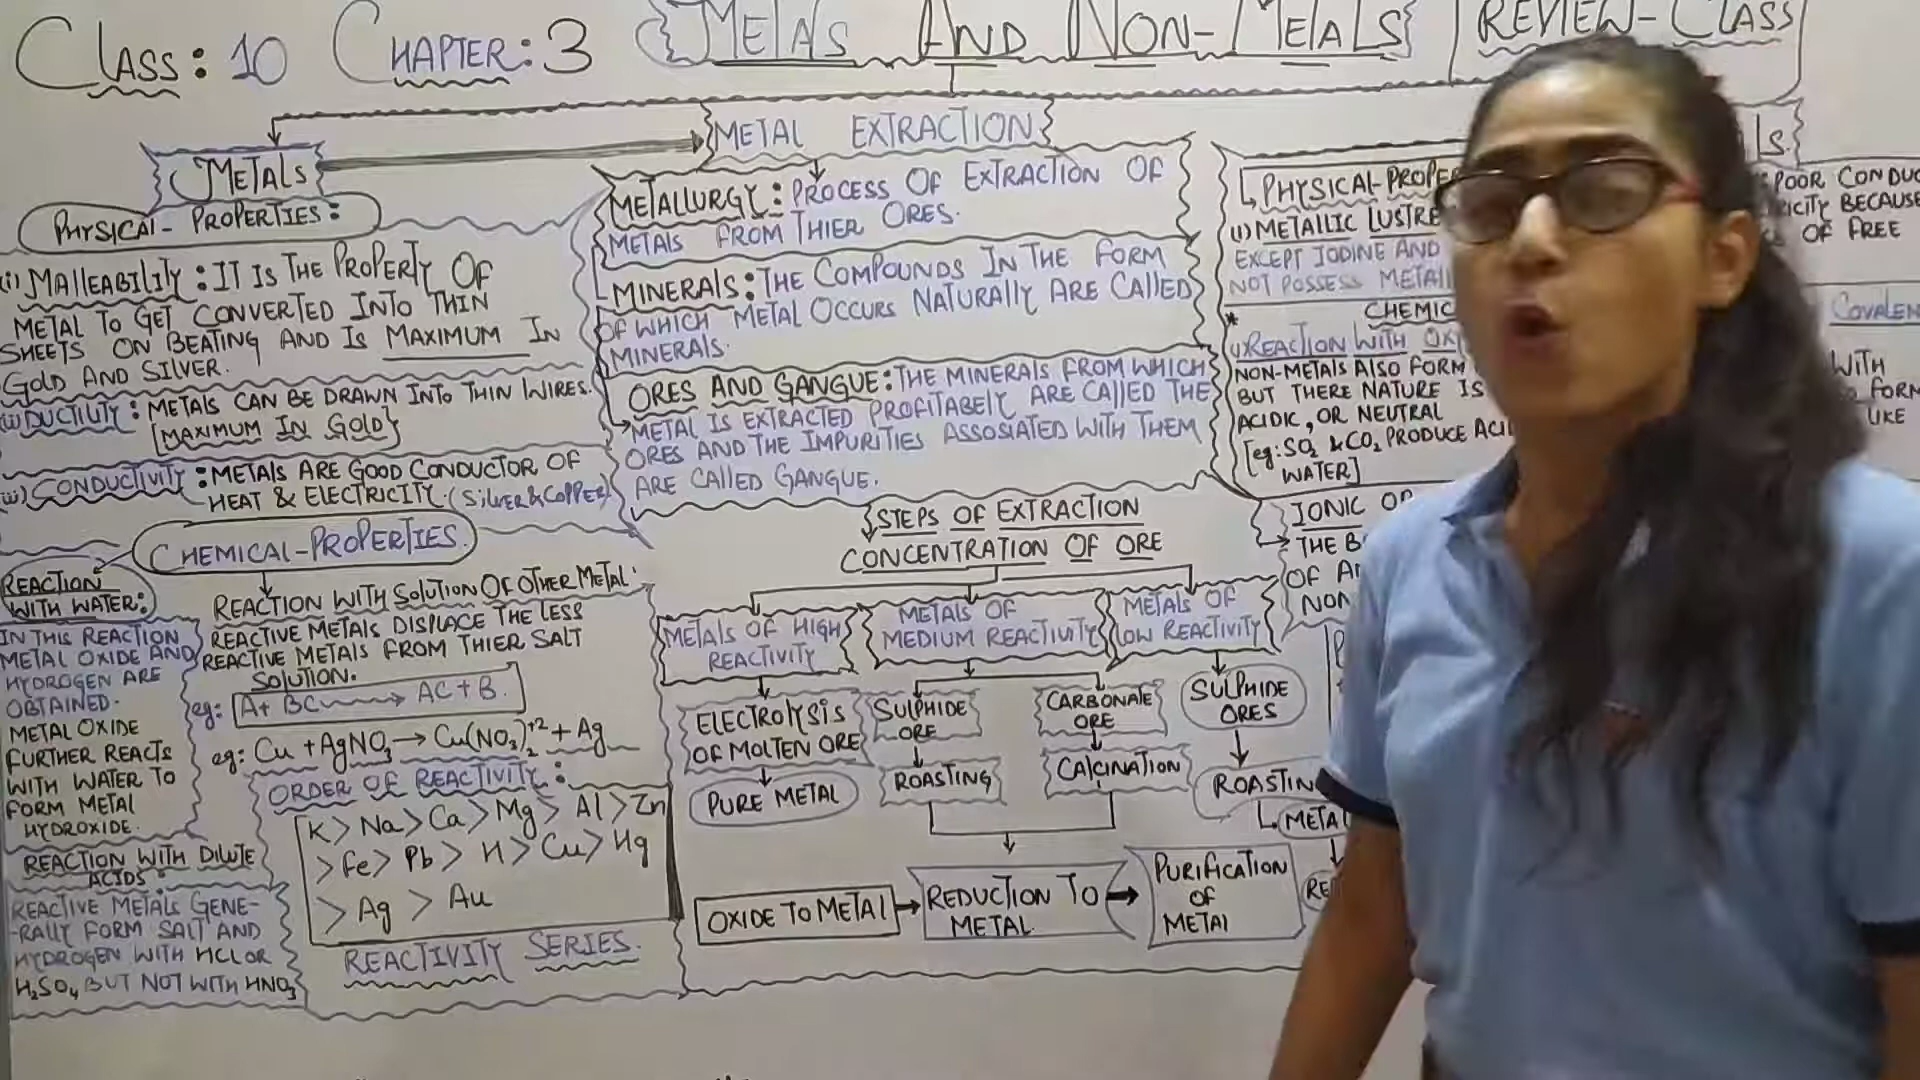 CLASS: 10 CHAPTER: 3 METALS AND NON-METALS REVIEW-CLASS
METALS
PHYSICAL-PROPERTIES:
(i) MALLEABILITY: IT IS THE PROPERTY OF
METAL TO GET CONVERTED INTO THIN
SHEETS ON BEATING AND IS MAXIMUM IN
GOLD AND SILVER.
(ii) DUCTILITY: METALS CAN BE DRAWN INTO THIN WIRES.
[MAXIMUM IN GOLD}
(iii) CONDUCTIVITY: METALS ARE GOOD CONDUCTOR OF
HEAT & ELECTRICITY. (SILVER & COPPER)
CHEMICAL-PROPERTIES.
REACTION
WITH WATER:
IN THIS REACTION
METAL OXIDE AND
HYDROGEN ARE
OBTAINED.
METAL OXIDE
FURTHER REACTS
WITH WATER TO
FORM METAL
HYDROXIDE.
REACTION WITH DILUTE
ACIDS:
REACTIVE METALS GENE-
-RALLY FORM SALT AND
HYDROGEN WITH HCL OR
H₂SO₄ BUT NOT WITH HNO₃
REACTION WITH SOLUTION OF OTHER METAL:
REACTIVE METALS DISPLACE THE LESS
REACTIVE METALS FROM THIER SALT
SOLUTION.
eg: A + BC → AC + B.
eg: Cu + AgNO₃ → Cu(NO₃)₂⁺² + Ag
ORDER OF REACTIVITY:
K > Na > Ca > Mg > Al > Zn
> Fe > Pb > H > Cu > Hg
> Ag > Au
REACTIVITY SERIES.
METAL EXTRACTION
METALLURGY: PROCESS OF EXTRACTION OF
METALS FROM THIER ORES.
MINERALS: THE COMPOUNDS IN THE FORM
OF WHICH METAL OCCURS NATURALLY ARE CALLED
MINERALS.
ORES AND GANGUE: THE MINERALS FROM WHICH
METAL IS EXTRACTED PROFITABELY ARE CALLED THE
ORES AND THE IMPURITIES ASSOSIATED WITH THEM
ARE CALLED GANGUE.
STEPS OF EXTRACTION
CONCENTRATION OF ORE
METALS OF HIGH
REACTIVITY
ELECTROLYSIS
OF MOLTEN ORE
PURE METAL
METALS OF
MEDIUM REACTIVITY
SULPHIDE
ORE
ROASTING
CARBONATE
ORE
CALCINATION
METALS OF
LOW REACTIVITY
SULPHIDE
ORES
ROASTIN
METAL
RE
OXIDE TO METAL → REDUCTION TO
METAL → PURIFICATION
OF
METAL
LS.
PHYSICAL-PROPE
(i) METALLIC LUSTRE
EXCEPT IODINE AND
NOT POSSESS METALL
CHEMIC
(i) REACTION WITH OXY
NON-METALS ALSO FORM
BUT THERE NATURE IS
ACIDIC, OR NEUTRAL
[eg: SO₂ & CO₂ PRODUCE ACI
WATER]
IONIC OR
THE B
OF A
NON
POOR CONDUC
RICITY BECAUSE
OF FREE
COVALEN
WITH
FORM
LIKE